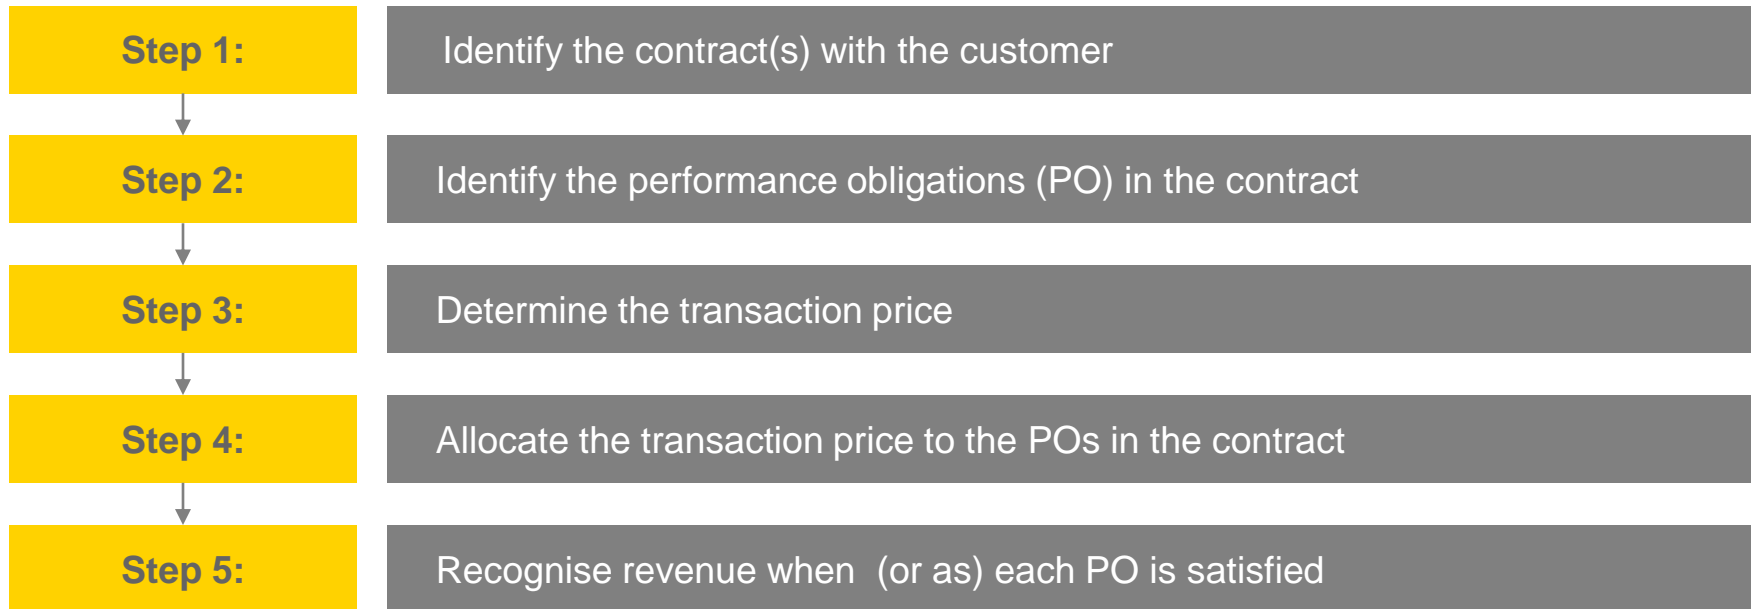 Step 1:
Identify the contract(s) with the customer
Step 2:
Identify the performance obligations (PO) in the contract
Step 3:
Determine the transaction price
Step 4:
Allocate the transaction price to the POs in the contract
Step 5:
Recognise revenue when  (or as) each PO is satisfied